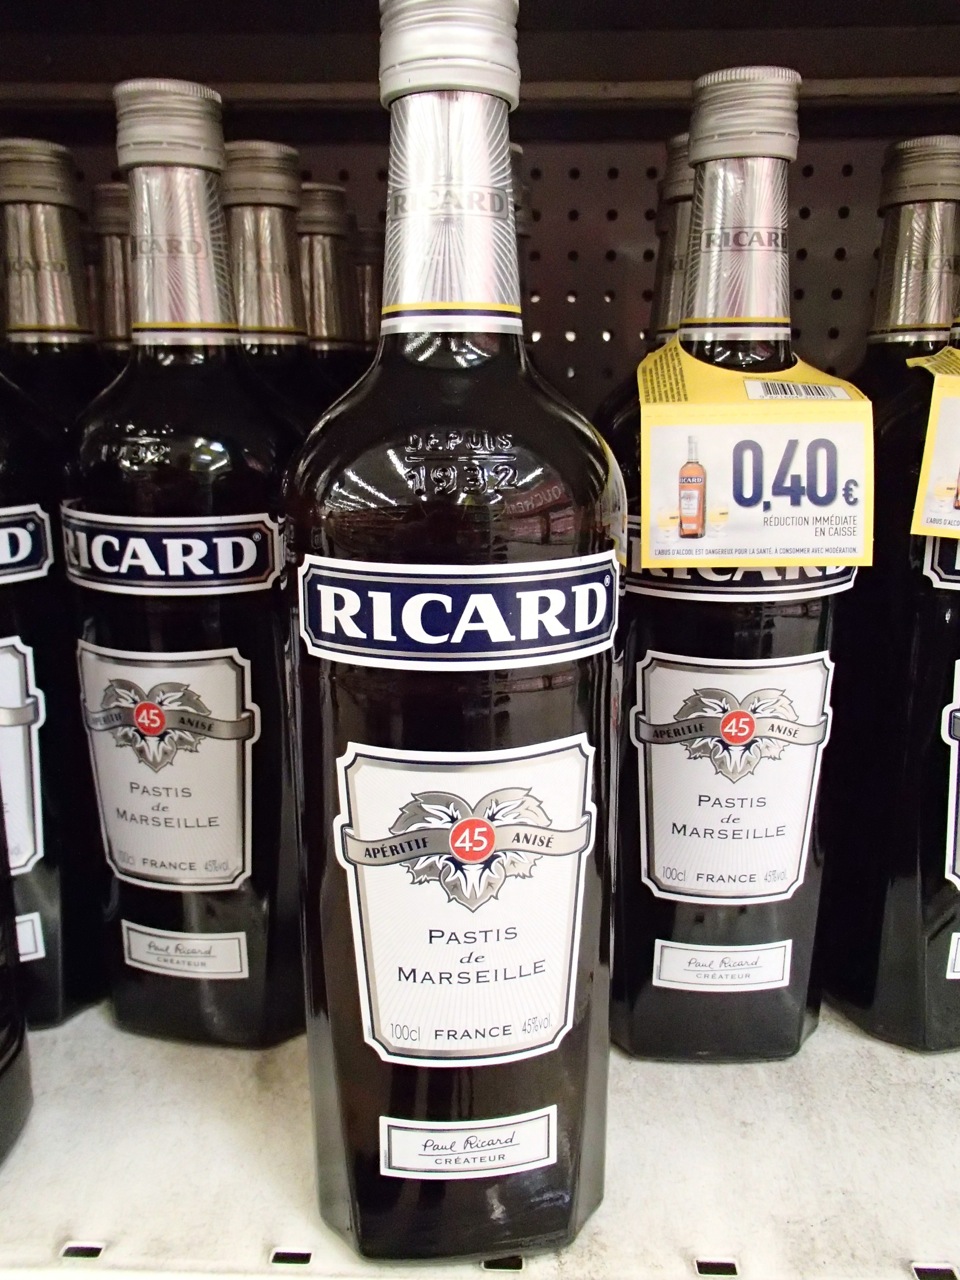 RICARD
DEPUIS
1932
RICARD®
APÉRITIF 45 ANISÉ
PASTIS
de
MARSEILLE
100cl FRANCE 45%vol.
Paul Ricard
CRÉATEUR
RICARD
1932
RICARD®
APÉRITIF 45 ANISÉ
PASTIS
de
MARSEILLE
100cl FRANCE 45%vol.
Paul Ricard
CRÉATEUR
RICARD
0,40€
RÉDUCTION IMMÉDIATE
EN CAISSE
L'ABUS D'ALCOOL EST DANGEREUX POUR LA SANTÉ, À CONSOMMER AVEC MODÉRATION.
RICARD
APÉRITIF 45 ANISÉ
PASTIS
de
MARSEILLE
100cl FRANCE 45%vol.
Paul Ricard
CRÉATEUR